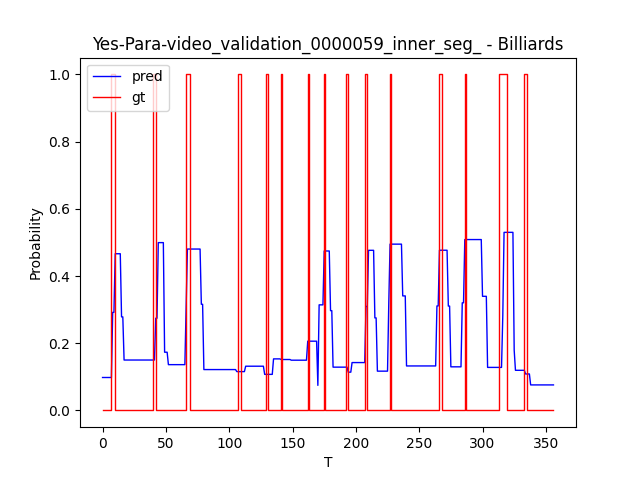 Yes-Para-video_validation_0000059_inner_seg_ - Billiards
pred
gt
1.0
0.8
0.6
0.4
0.2
0.0
Probability
0 50 100 150 200 250 300 350
T